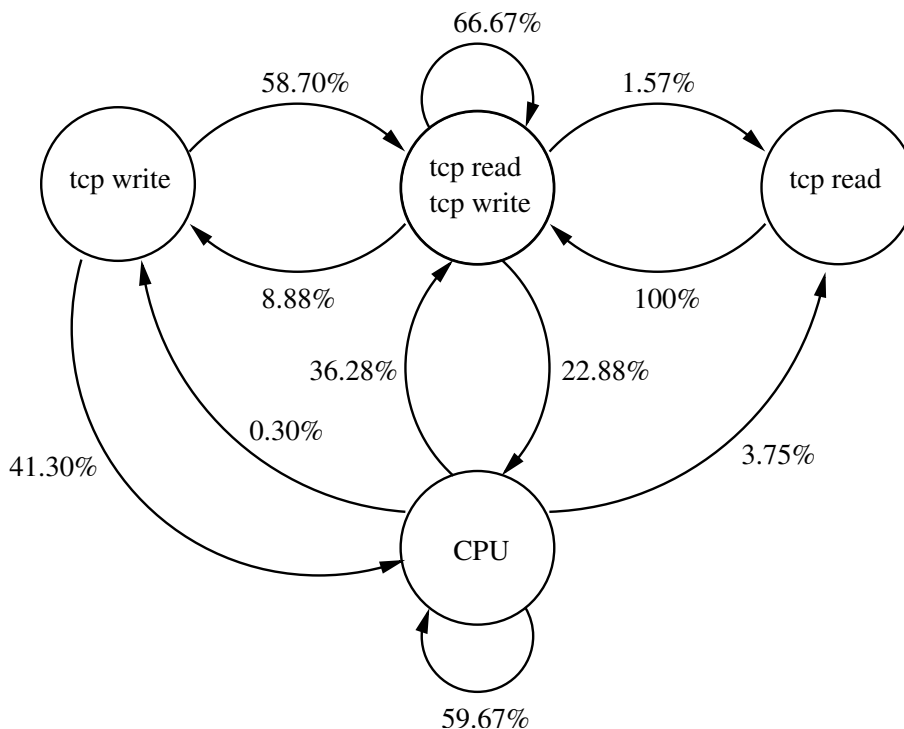 66.67%
58.70%
1.57%
tcp write
tcp read
tcp write
tcp read
8.88%
100%
36.28%
22.88%
0.30%
41.30%
3.75%
CPU
59.67%